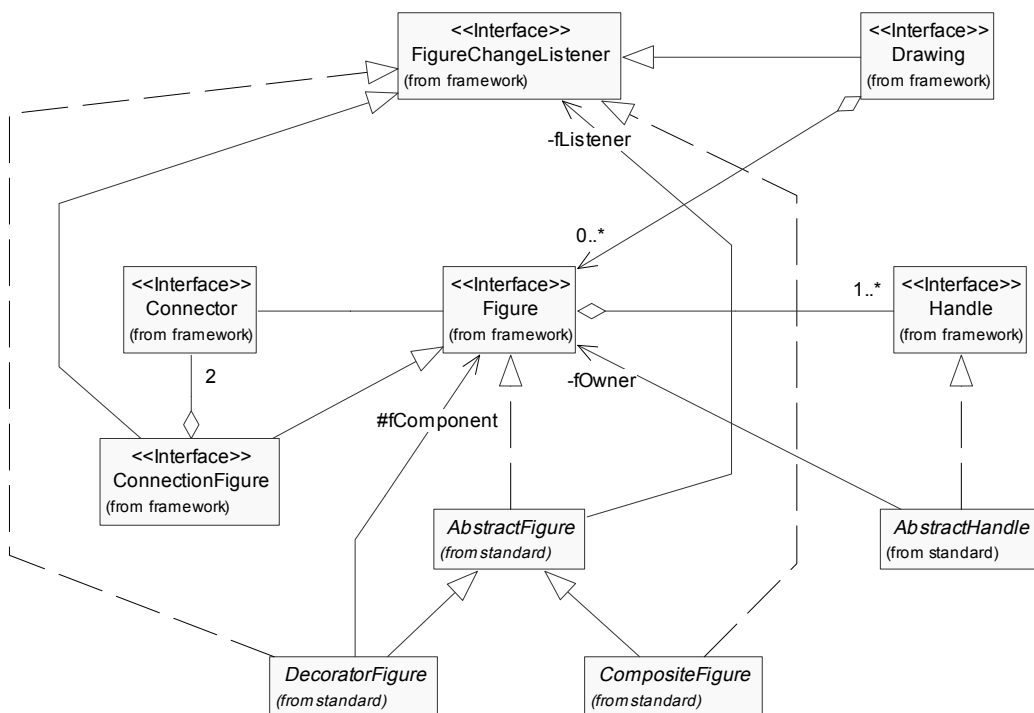 <<Interface>>
FigureChangeListener
(from framework)
<<Interface>>
Drawing
(from framework)
-fListener
0..*
<<Interface>>
Connector
(from framework)
<<Interface>>
Figure
(from framework)
1..*
<<Interface>>
Handle
(from framework)
2
-fOwner
#fComponent
<<Interface>>
ConnectionFigure
(from framework)
AbstractFigure
(from standard)
AbstractHandle
(from standard)
DecoratorFigure
(from standard)
CompositeFigure
(from standard)